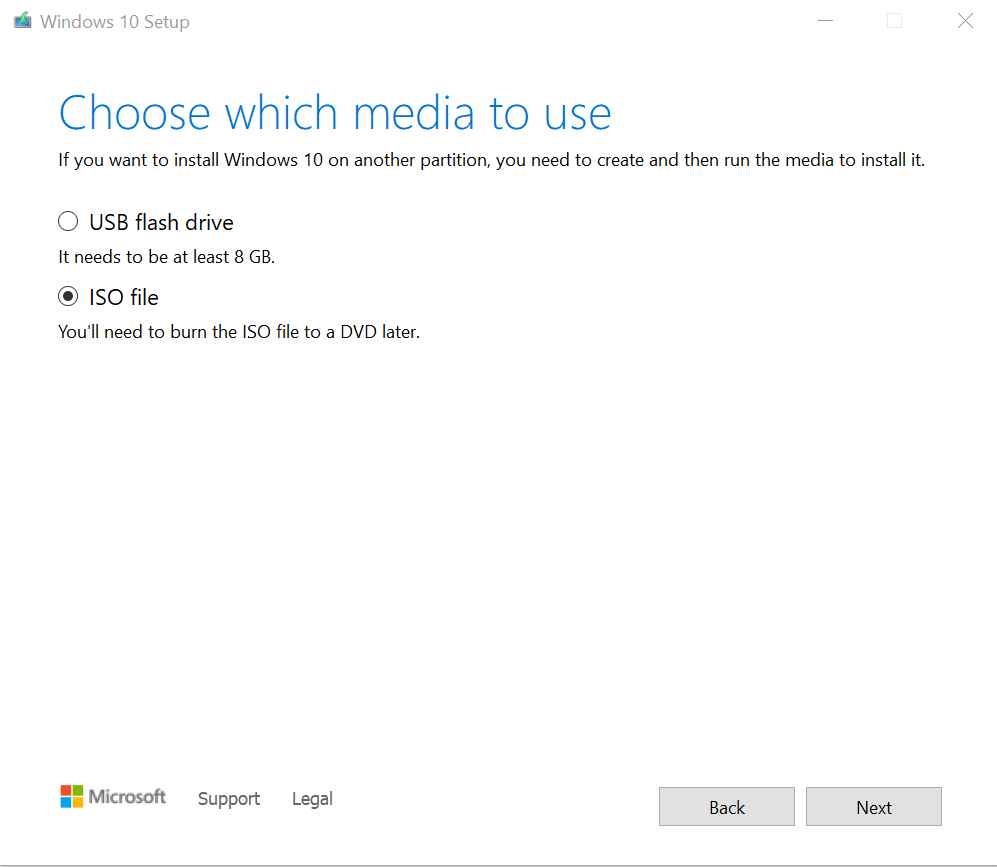 Windows 10 Setup
Choose which media to use
If you want to install Windows 10 on another partition, you need to create and then run the media to install it.
USB flash drive
It needs to be at least 8 GB.
ISO file
You'll need to burn the ISO file to a DVD later.
Microsoft Support Legal Back Next